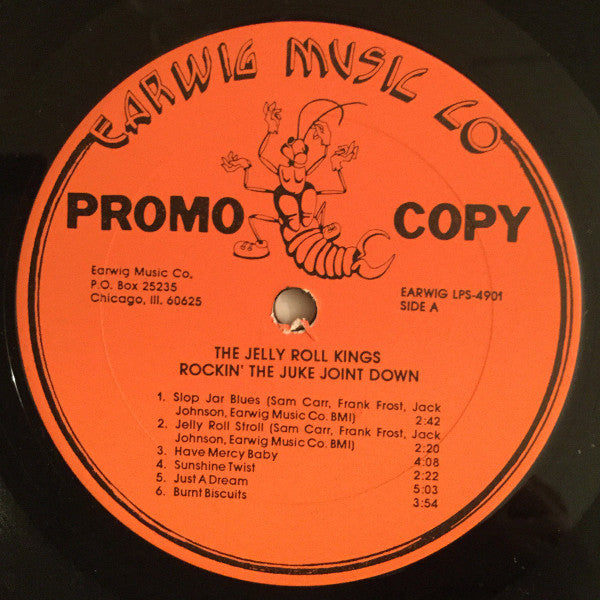 EARWIG MUSIC CO
PROMO COPY
Earwig Music Co.
P.O. Box 25235
Chicago, Ill. 60625
EARWIG LPS-4901
SIDE A
THE JELLY ROLL KINGS
ROCKIN' THE JUKE JOINT DOWN
1. Slop Jar Blues (Sam Carr, Frank Frost, Jack
Johnson, Earwig Music Co. BMI) 2:42
2. Jelly Roll Stroll (Sam Carr, Frank Frost, Jack
Johnson, Earwig Music Co. BMI) 2:20
3. Have Mercy Baby 4:08
4. Sunshine Twist 2:22
5. Just A Dream 5:03
6. Burnt Biscuits 3:54